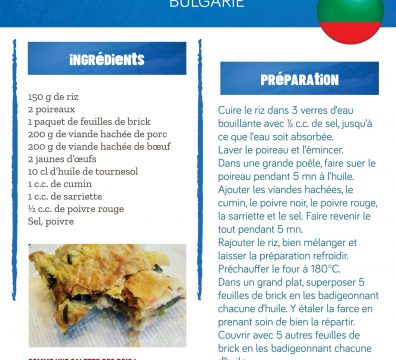 BULGARIE
INGRÉDIENTS
150 g de riz
2 poireaux
1 paquet de feuilles de brick
200 g de viande hachée de porc
200 g de viande hachée de bœuf
2 jaunes d'œufs
10 cl d'huile de tournesol
1 c.c. de cumin
1 c.c. de sarriette
½ c.c. de poivre rouge
Sel, poivre
PRÉPARATION
Cuire le riz dans 3 verres d'eau
bouillante avec ½ c.c. de sel, jusqu'à
ce que l'eau soit absorbée.
Laver le poireau et l'émincer.
Dans une grande poêle, faire suer le
poireau pendant 5 mn à l'huile.
Ajouter les viandes hachées, le
cumin, le poivre noir, le poivre rouge,
la sarriette et le sel. Faire revenir le
tout pendant 5 mn.
Rajouter le riz, bien mélanger et
laisser la préparation refroidir.
Préchauffer le four à 180°C.
Dans un grand plat, superposer 5
feuilles de brick en les badigeonnant
chacune d'huile. Y étaler la farce en
prenant soin de bien la répartir.
Couvrir avec 5 autres feuilles de
brick en les badigeonnant chacune